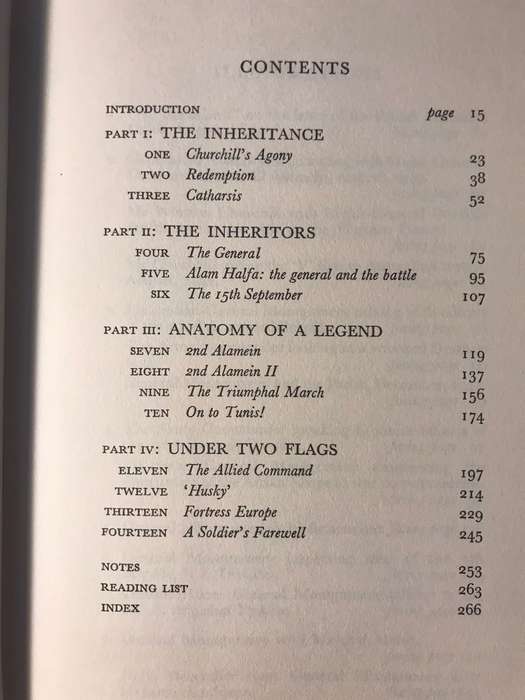 CONTENTS
INTRODUCTION page 15
PART I: THE INHERITANCE
ONE Churchill's Agony 23
TWO Redemption 38
THREE Catharsis 52
PART II: THE INHERITORS
FOUR The General 75
FIVE Alam Halfa: the general and the battle 95
SIX The 15th September 107
PART III: ANATOMY OF A LEGEND
SEVEN 2nd Alamein 119
EIGHT 2nd Alamein II 137
NINE The Triumphal March 156
TEN On to Tunis! 174
PART IV: UNDER TWO FLAGS
ELEVEN The Allied Command 197
TWELVE 'Husky' 214
THIRTEEN Fortress Europe 229
FOURTEEN A Soldier's Farewell 245
NOTES 253
READING LIST 263
INDEX 266